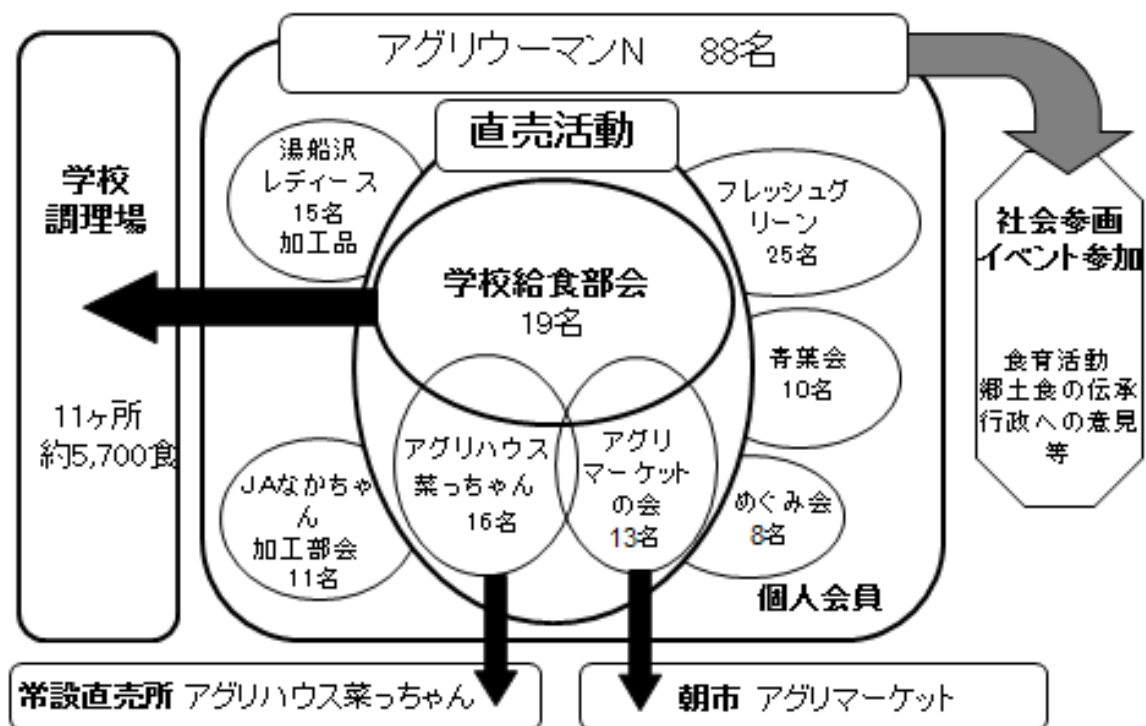 アグリウーマンN 88名
直売活動
学校
調理場
11ヶ所
約5,700食
湯船沢
レディース
15名
加工品
フレッシュグ
リーン
25名
学校給食部会
19名
青葉会
10名
アグリハウス
菜っちゃん
16名
アグリ
マーケット
の会
13名
JAなかちゃ
ん
加工部会
11名
めぐみ会
8名
個人会員
社会参画
イベント参加
食育活動
郷土食の伝承
行政への意見
等
常設直売所 アグリハウス菜っちゃん
朝市 アグリマーケット